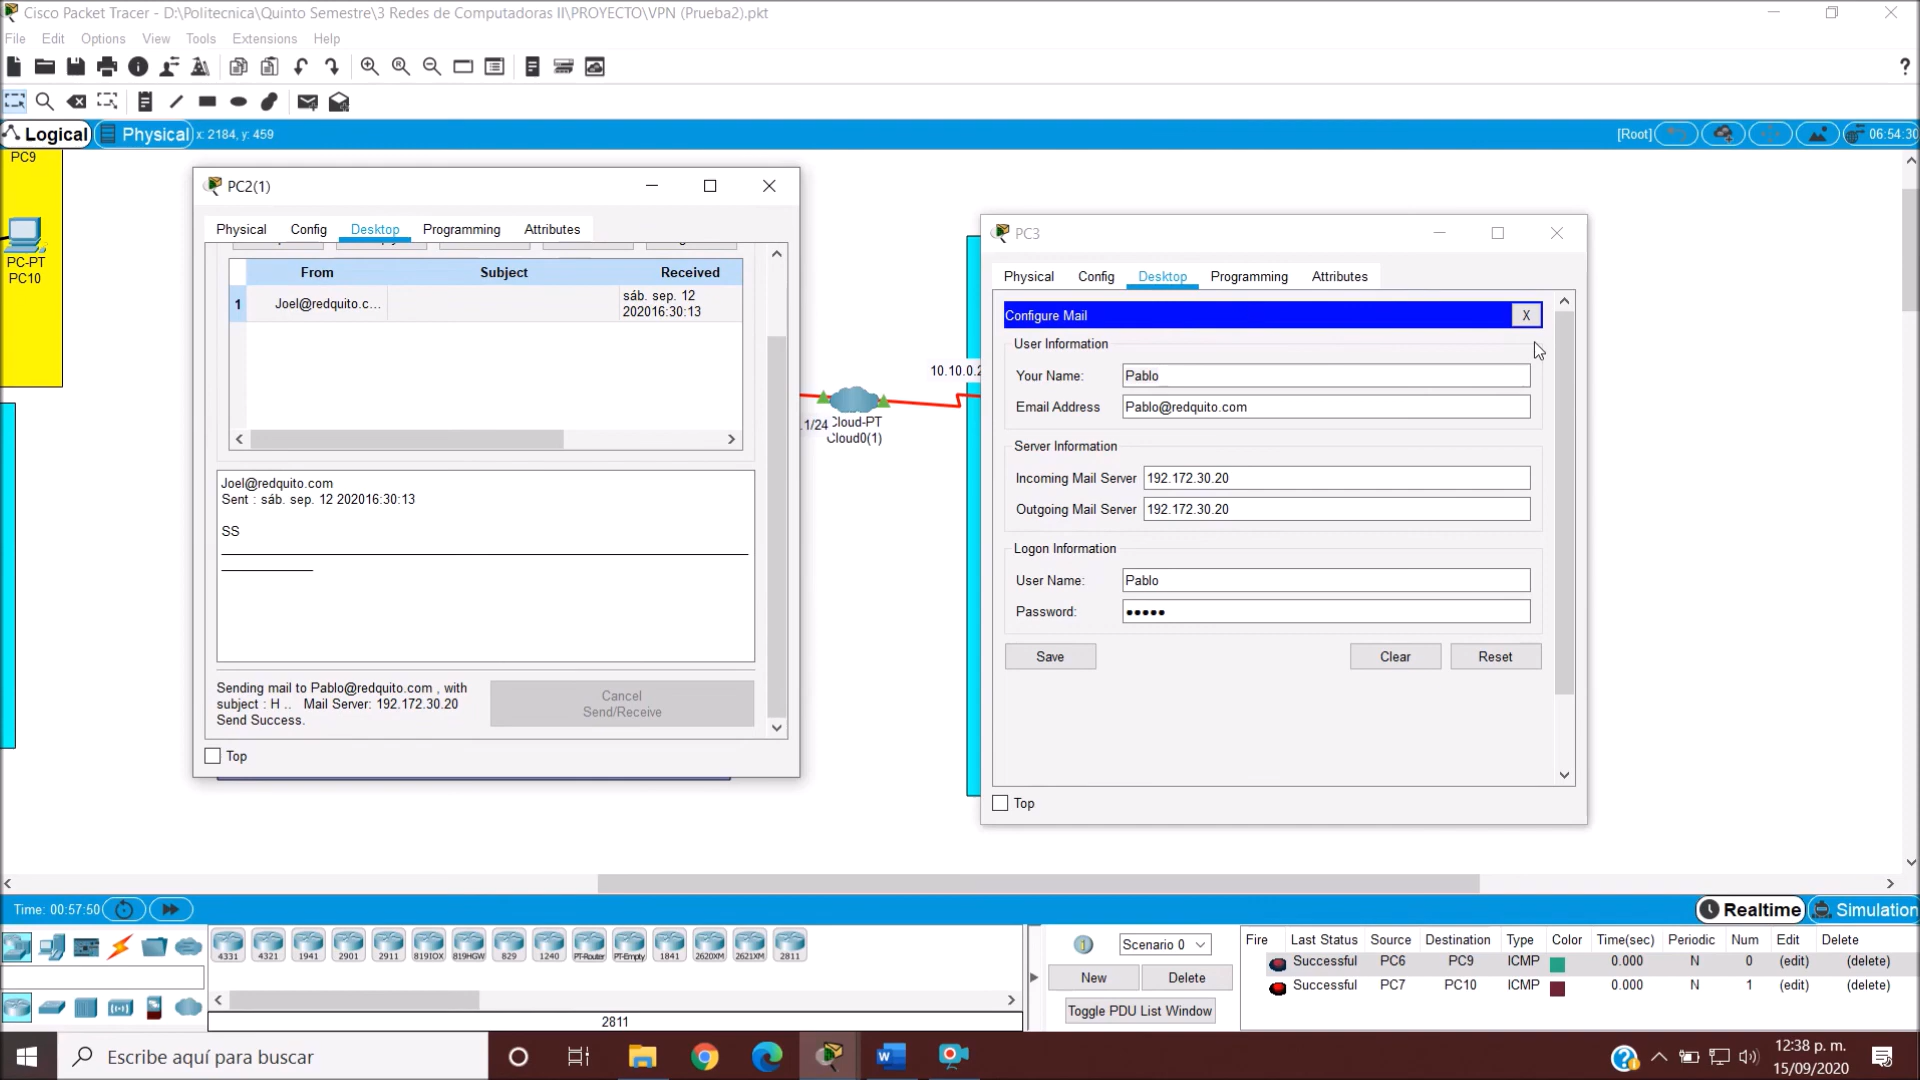 Cisco Packet Tracer - D:\Politecnica\Quinto Semestre\3 Redes de Computadoras II\PROYECTO\VPN (Prueba2).pkt
File Edit Options View Tools Extensions Help
?
Logical Physical x: 2184, y: 459 [Root] 06:54:30
PC9
PC-PT
PC10
PC2(1)
Physical Config Desktop Programming Attributes
From Subject Received
1 Joel@redquito.c... sáb. sep. 12
202016:30:13
Joel@redquito.com
Sent : sáb. sep. 12 202016:30:13
SS
Sending mail to Pablo@redquito.com , with
subject : H .. Mail Server: 192.172.30.20
Send Success.
Cancel
Send/Receive
Top
10.10.0.2
.1/24
Cloud-PT
Cloud0(1)
PC3
Physical Config Desktop Programming Attributes
Configure Mail X
User Information
Your Name: Pablo
Email Address Pablo@redquito.com
Server Information
Incoming Mail Server 192.172.30.20
Outgoing Mail Server 192.172.30.20
Logon Information
User Name: Pablo
Password: ●●●●●
Save Clear Reset
Top
Time: 00:57:50 Realtime Simulation
4331 4321 1941 2901 2911 819IOX 819HGW 829 1240 PT-Router PT-Empty 1841 2620XM 2621XM 2811
2811
Scenario 0
New Delete
Toggle PDU List Window
Fire Last Status Source Destination Type Color Time(sec) Periodic Num Edit Delete
Successful PC6 PC9 ICMP 0.000 N 0 (edit) (delete)
Successful PC7 PC10 ICMP 0.000 N 1 (edit) (delete)
Escribe aquí para buscar
12:38 p. m.
15/09/2020